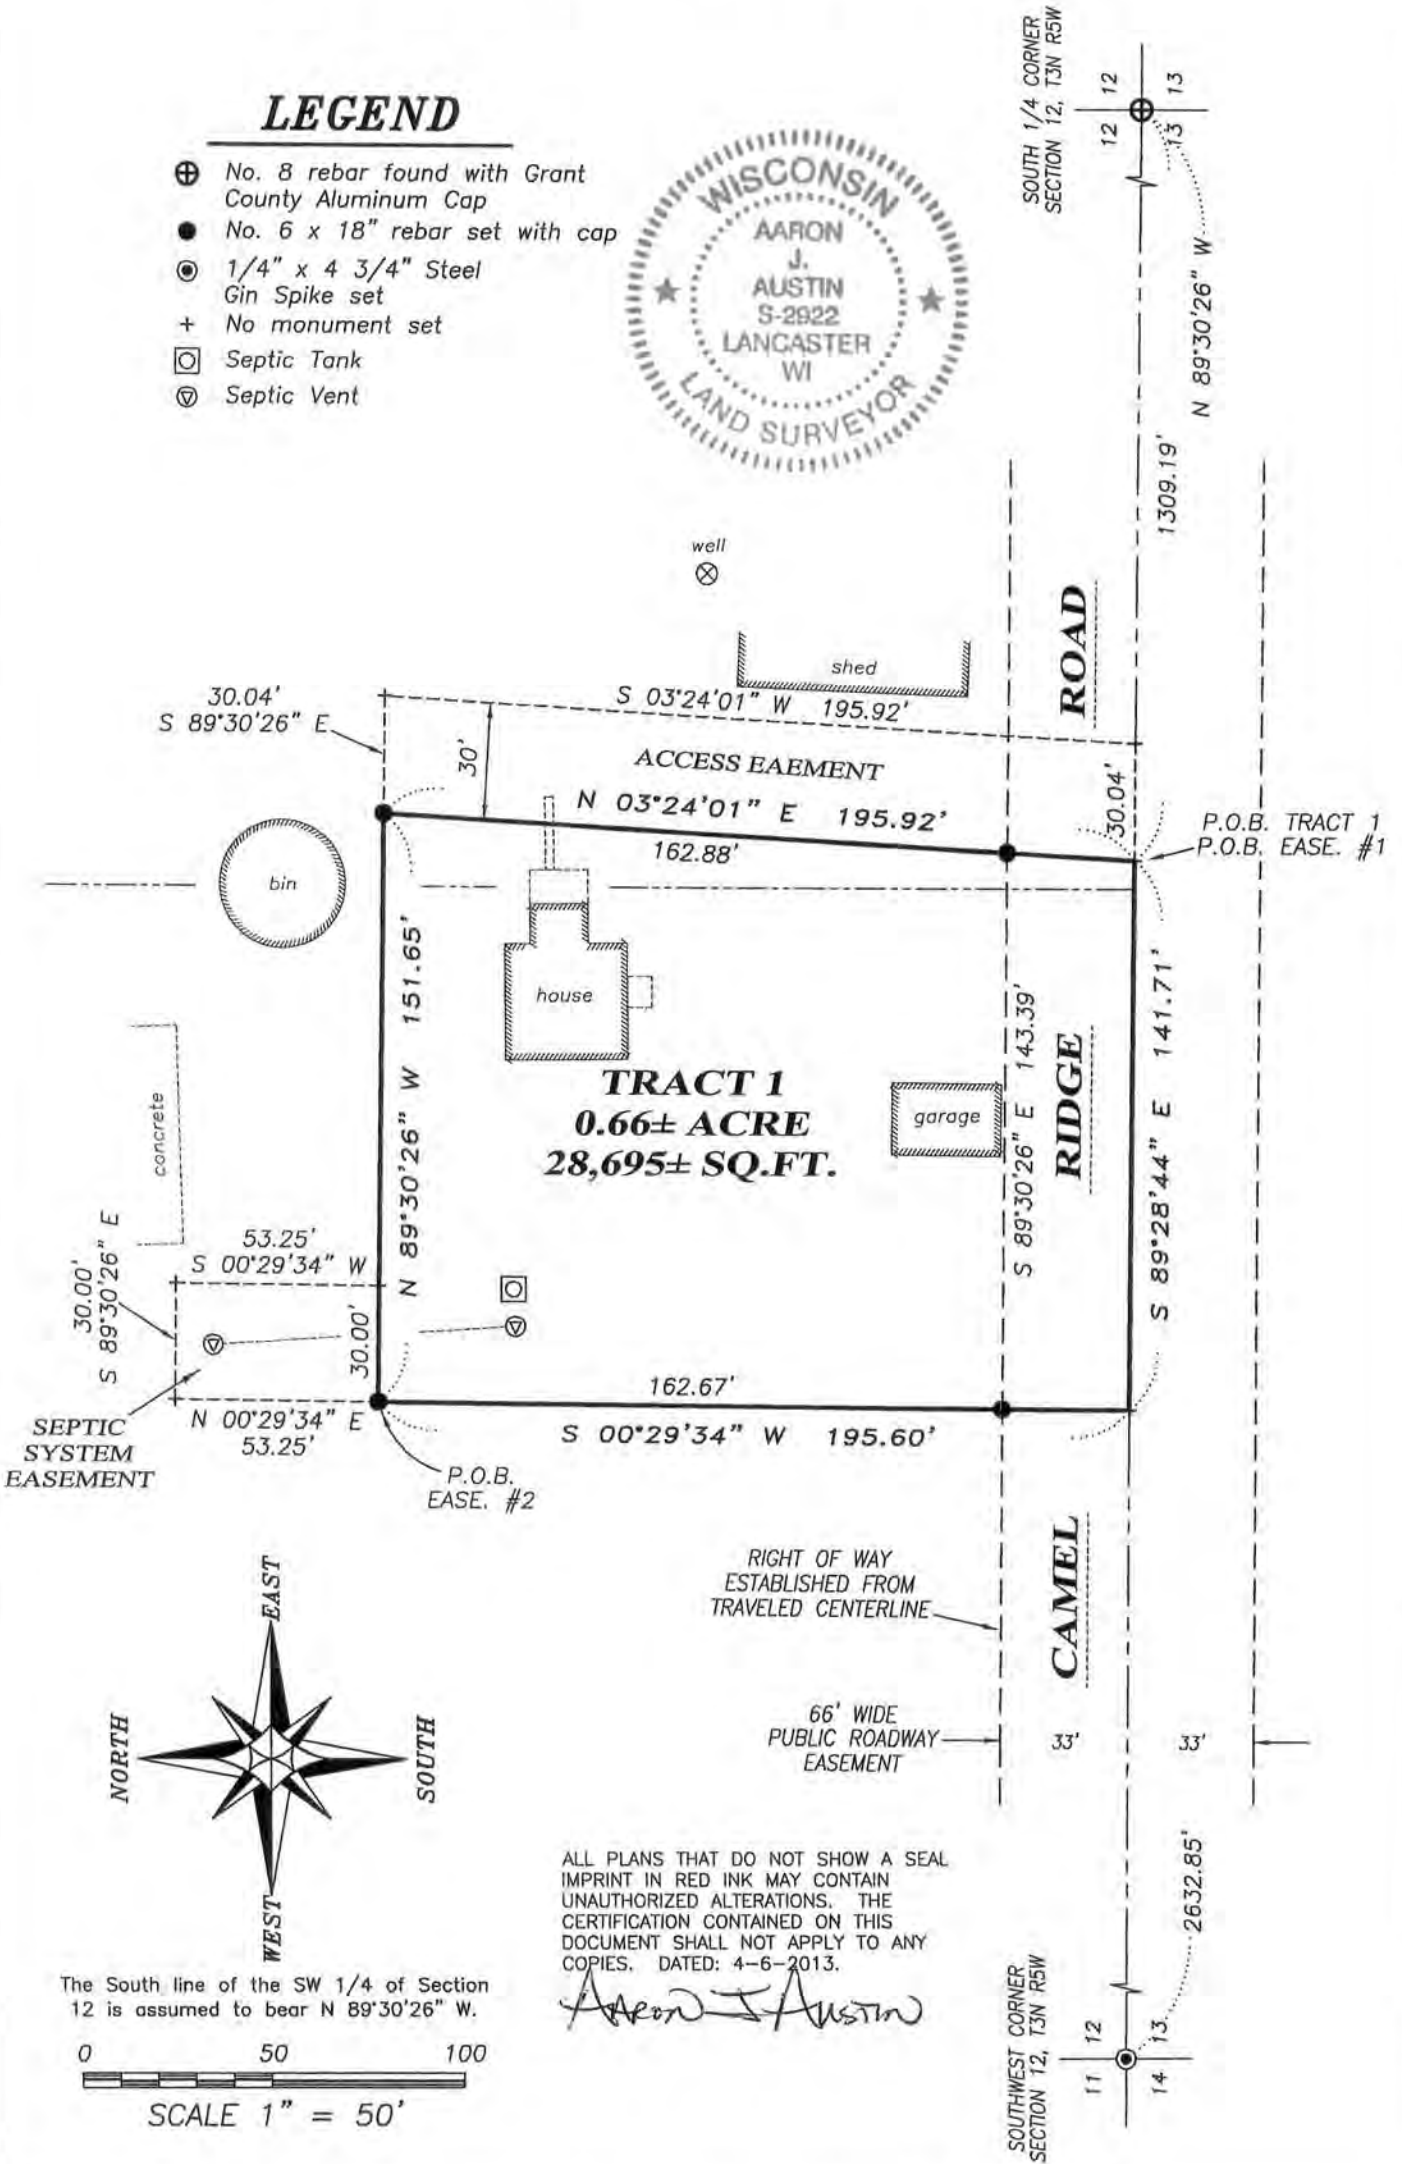 LEGEND
No. 8 rebar found with Grant
County Aluminum Cap
No. 6 x 18" rebar set with cap
1/4" x 4 3/4" Steel
Gin Spike set
No monument set
Septic Tank
Septic Vent
WISCONSIN
AARON
J.
AUSTIN
S-2922
LANCASTER
WI
LAND SURVEYOR
SOUTH 1/4 CORNER
SECTION 12, T3N R5W
12
13
12
13
N 89°30'26" W
1309.19'
well
shed
ROAD
30.04'
S 89°30'26" E
S 03°24'01" W 195.92'
30'
ACCESS EAEMENT
N 03°24'01" E 195.92'
30.04'
P.O.B. TRACT 1
P.O.B. EASE. #1
162.88'
bin
N 89°30'26" W 151.65'
house
S 89°30'26" E 143.39'
RIDGE
S 89°28'44" E 141.71'
TRACT 1
0.66± ACRE
28,695± SQ.FT.
garage
concrete
53.25'
S 00°29'34" W
30.00'
S 89°30'26" E
30.00'
162.67'
S 00°29'34" W 195.60'
N 00°29'34" E
53.25'
SEPTIC
SYSTEM
EASEMENT
P.O.B.
EASE. #2
RIGHT OF WAY
ESTABLISHED FROM
TRAVELED CENTERLINE
CAMEL
66' WIDE
PUBLIC ROADWAY
EASEMENT
33'
33'
EAST
NORTH
SOUTH
WEST
ALL PLANS THAT DO NOT SHOW A SEAL
IMPRINT IN RED INK MAY CONTAIN
UNAUTHORIZED ALTERATIONS. THE
CERTIFICATION CONTAINED ON THIS
DOCUMENT SHALL NOT APPLY TO ANY
COPIES. DATED: 4-6-2013.
AARON J AUSTIN
2632.85'
The South line of the SW 1/4 of Section
12 is assumed to bear N 89°30'26" W.
0 50 100
SCALE 1" = 50'
SOUTHWEST CORNER
SECTION 12, T3N R5W
12
13
11
14